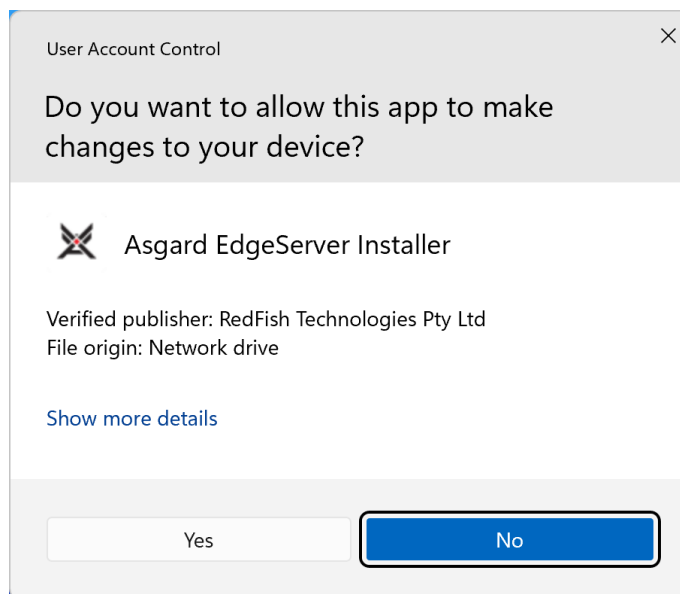 User Account Control
Do you want to allow this app to make
changes to your device?
Asgard EdgeServer Installer
Verified publisher: RedFish Technologies Pty Ltd
File origin: Network drive
Show more details
Yes
No